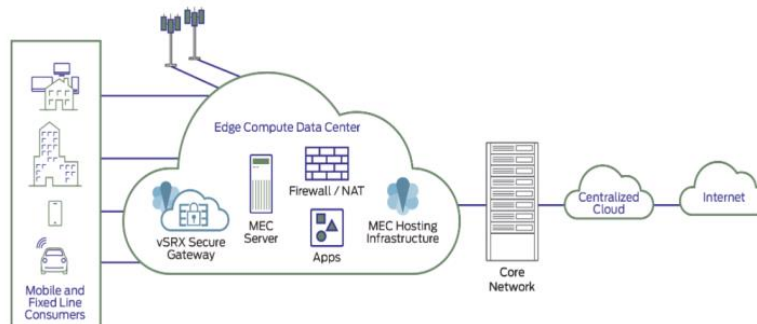 Edge Compute Data Center
Firewall / NAT
vSRX Secure
Gateway
MEC
Server
Apps
MEC Hosting
Infrastructure
Mobile and
Fixed Line
Consumers
Core
Network
Centralized
Cloud
Internet